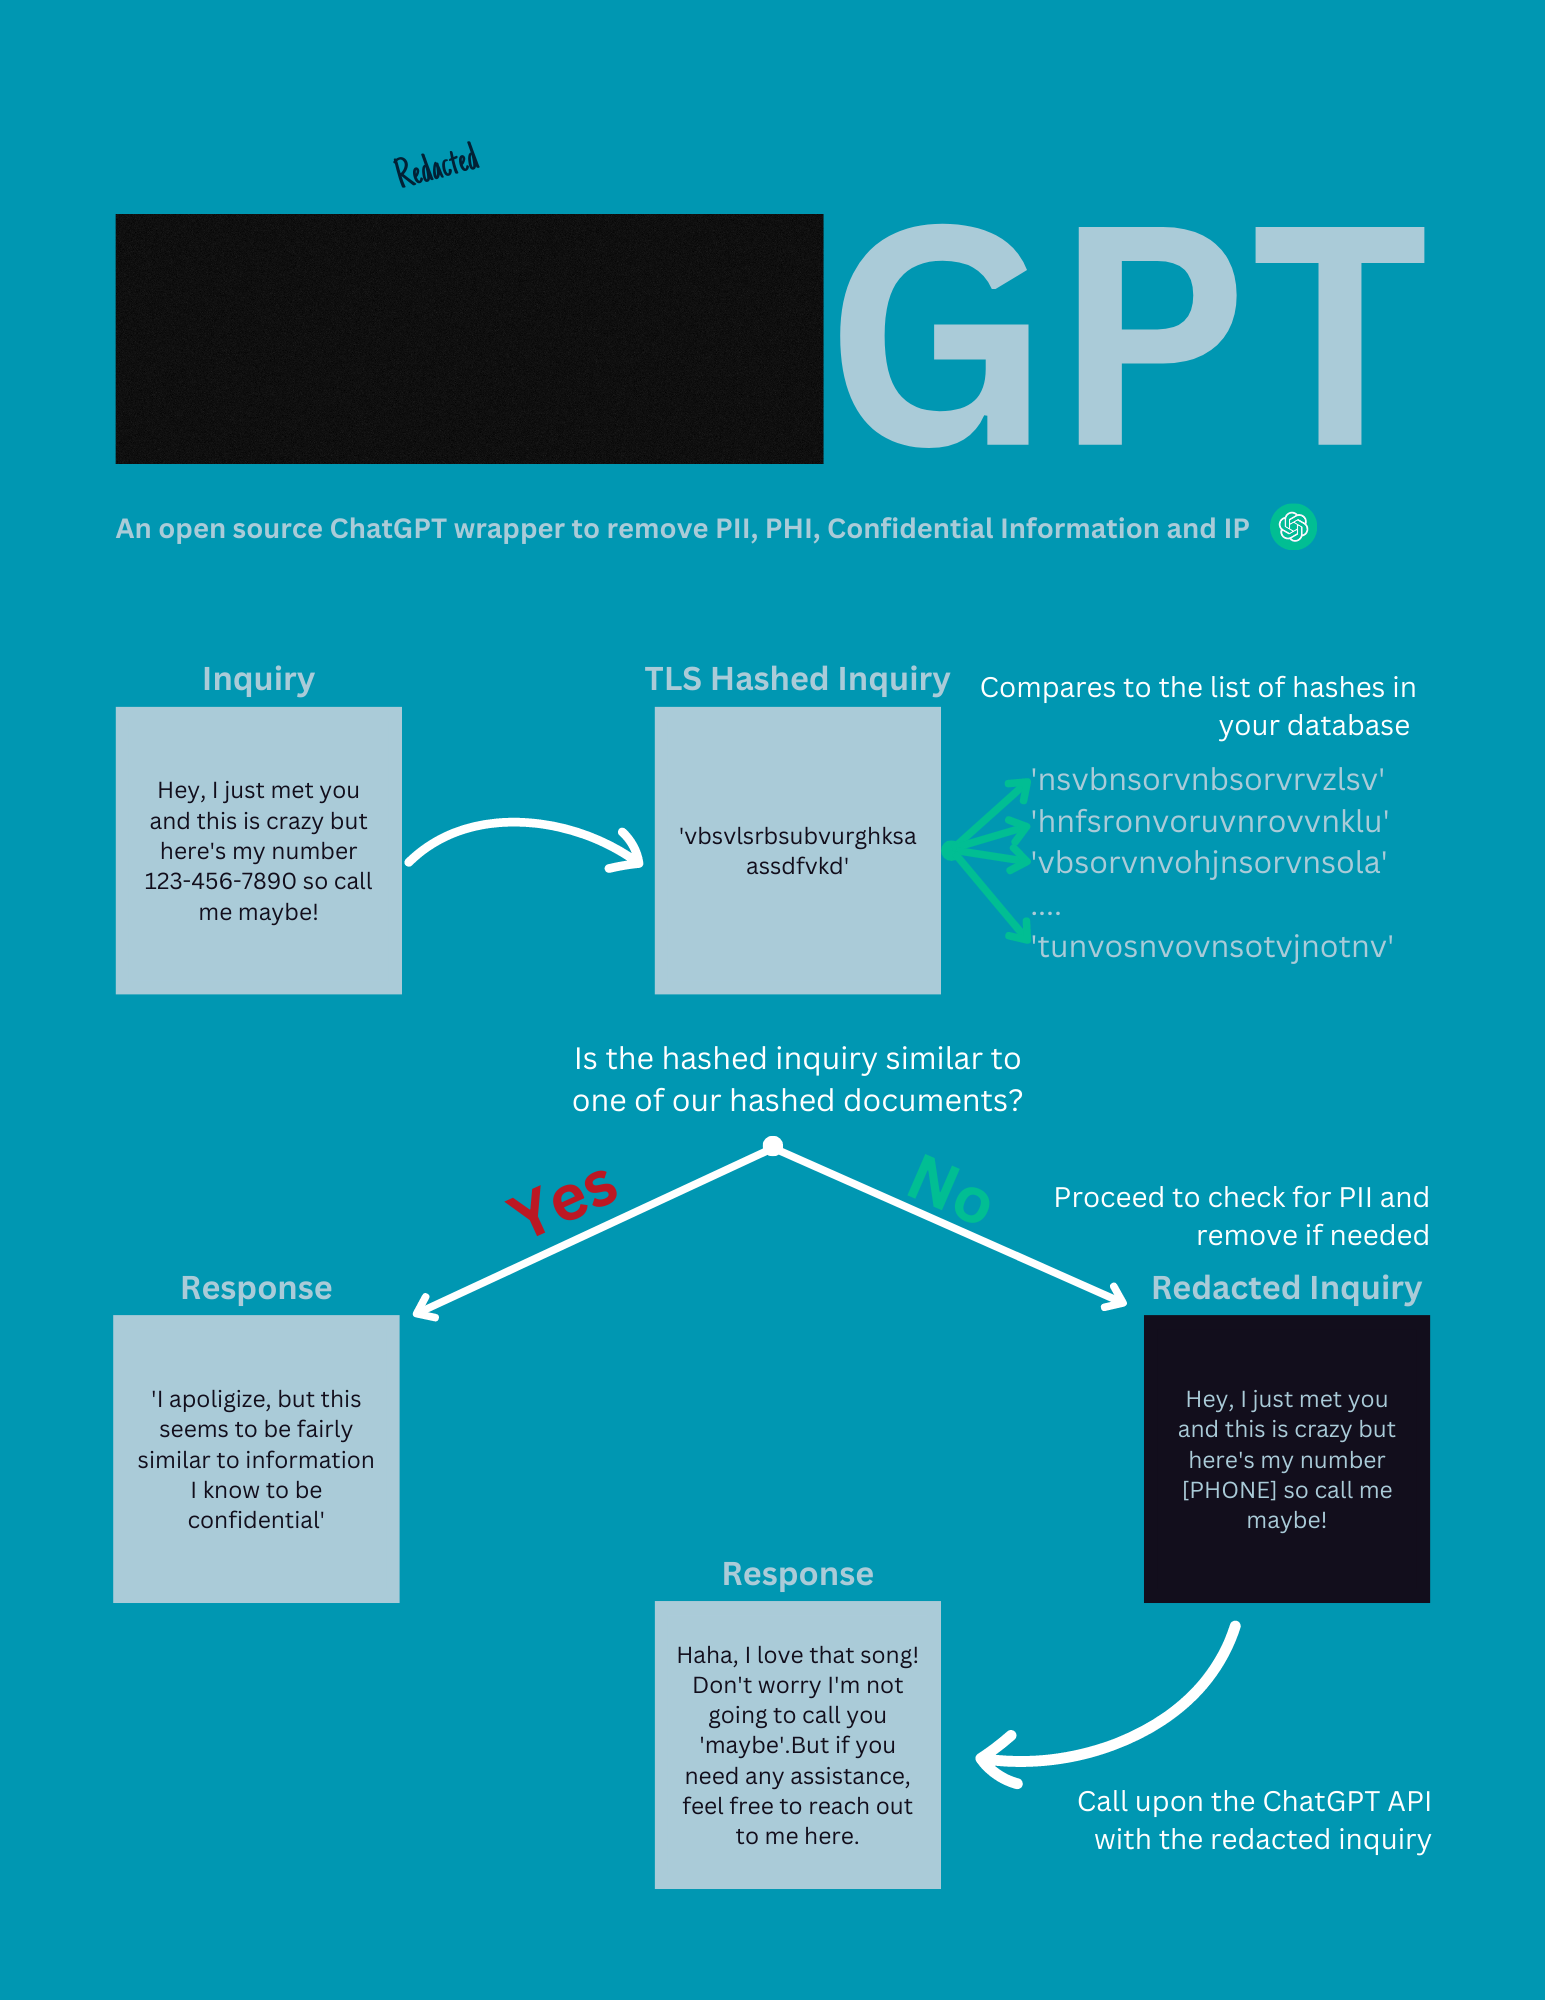 Redacted
GPT
An open source ChatGPT wrapper to remove PII, PHI, Confidential Information and IP
Inquiry
Hey, I just met you
and this is crazy but
here's my number
123-456-7890 so call
me maybe!
TLS Hashed Inquiry
'vbsvlsrbsubvurghksa
assdfvkd'
Compares to the list of hashes in
your database
'nsvbnsorvnbsorvrvzlsv'
'hnfsronvoruvnrovvnklu'
'vbsorvnvohjnsorvnsola'
....
'tunvosnvovnsotvjnotnv'
Is the hashed inquiry similar to
one of our hashed documents?
Yes
No
Proceed to check for PII and
remove if needed
Response
'I apoligize, but this
seems to be fairly
similar to information
I know to be
confidential'
Redacted Inquiry
Hey, I just met you
and this is crazy but
here's my number
[PHONE] so call me
maybe!
Response
Haha, I love that song!
Don't worry I'm not
going to call you
'maybe'.But if you
need any assistance,
feel free to reach out
to me here.
Call upon the ChatGPT API
with the redacted inquiry